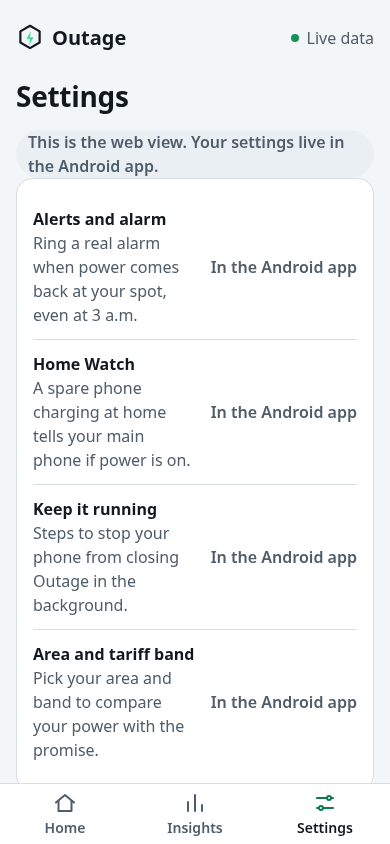 Outage
Live data
Settings
This is the web view. Your settings live in
the Android app.
Alerts and alarm
Ring a real alarm
when power comes
back at your spot,
even at 3 a.m.
In the Android app
Home Watch
A spare phone
charging at home
tells your main
phone if power is on.
In the Android app
Keep it running
Steps to stop your
phone from closing
Outage in the
background.
In the Android app
Area and tariff band
Pick your area and
band to compare
your power with the
promise.
In the Android app
Home
Insights
Settings